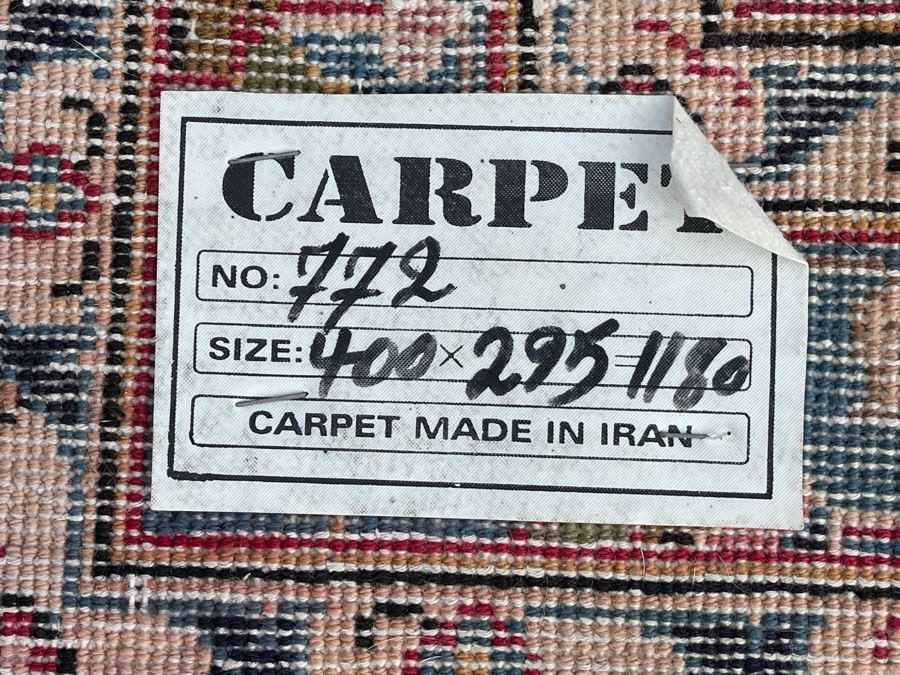 CARPET
NO: 772
SIZE: 400 × 295 = 1180
CARPET MADE IN IRAN